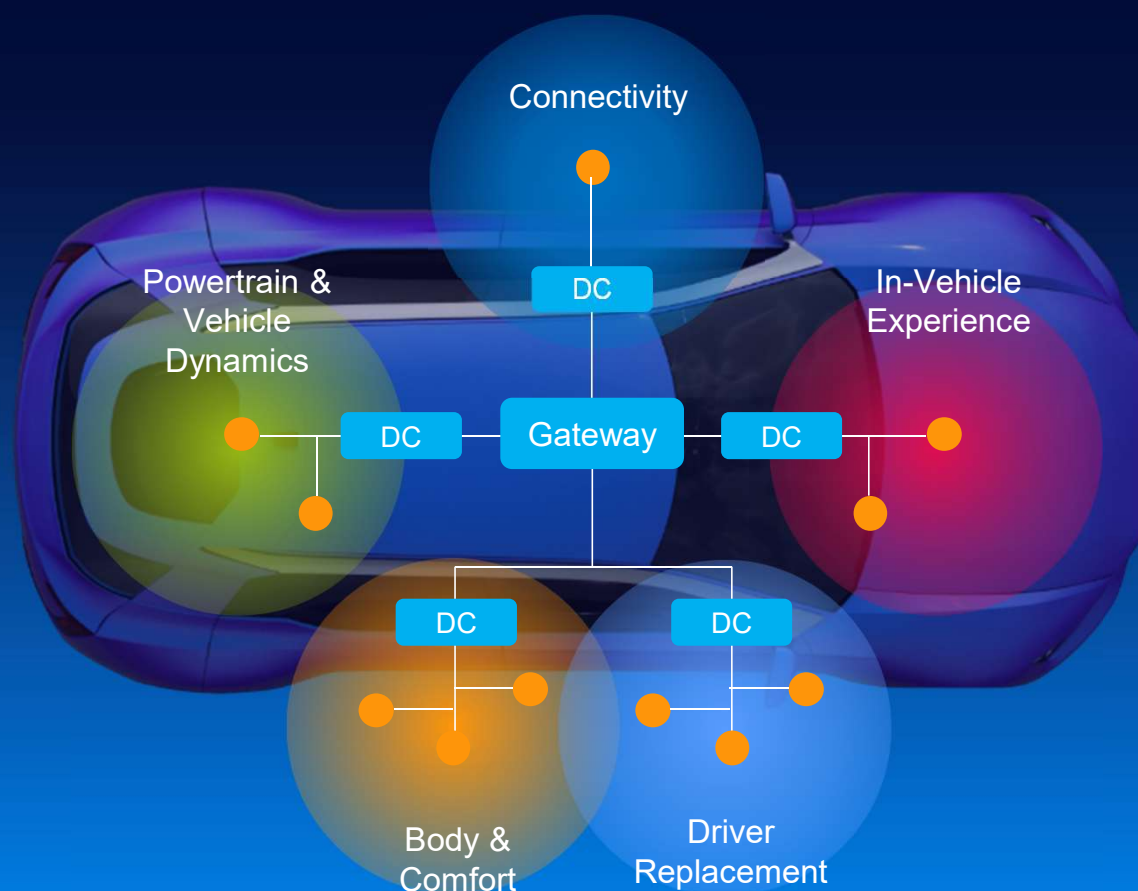 Connectivity
DC
Powertrain &
Vehicle
Dynamics
In-Vehicle
Experience
DC
Gateway
DC
DC
DC
Body &
Comfort
Driver
Replacement